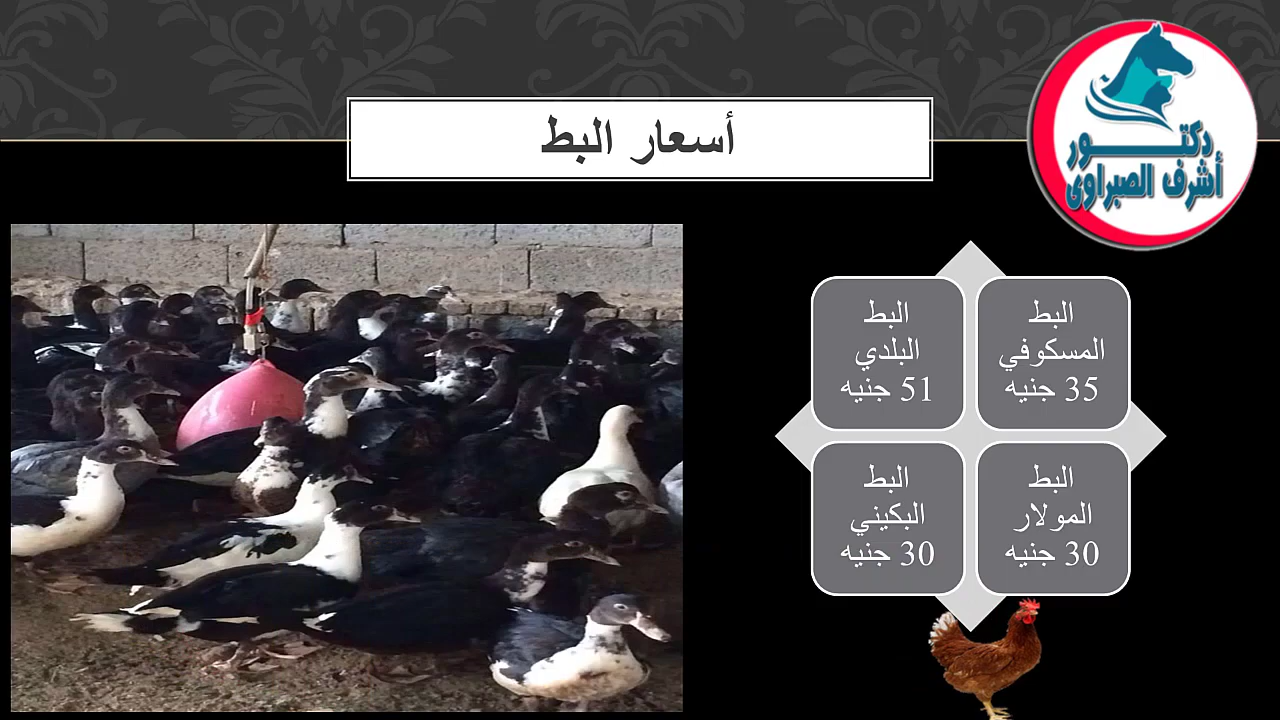 أسعار البط
دكتـــور
أشرف الصبراوى
البط
المسكوفي
35 جنيه
البط
البلدي
51 جنيه
البط
المولار
30 جنيه
البط
البكيني
30 جنيه